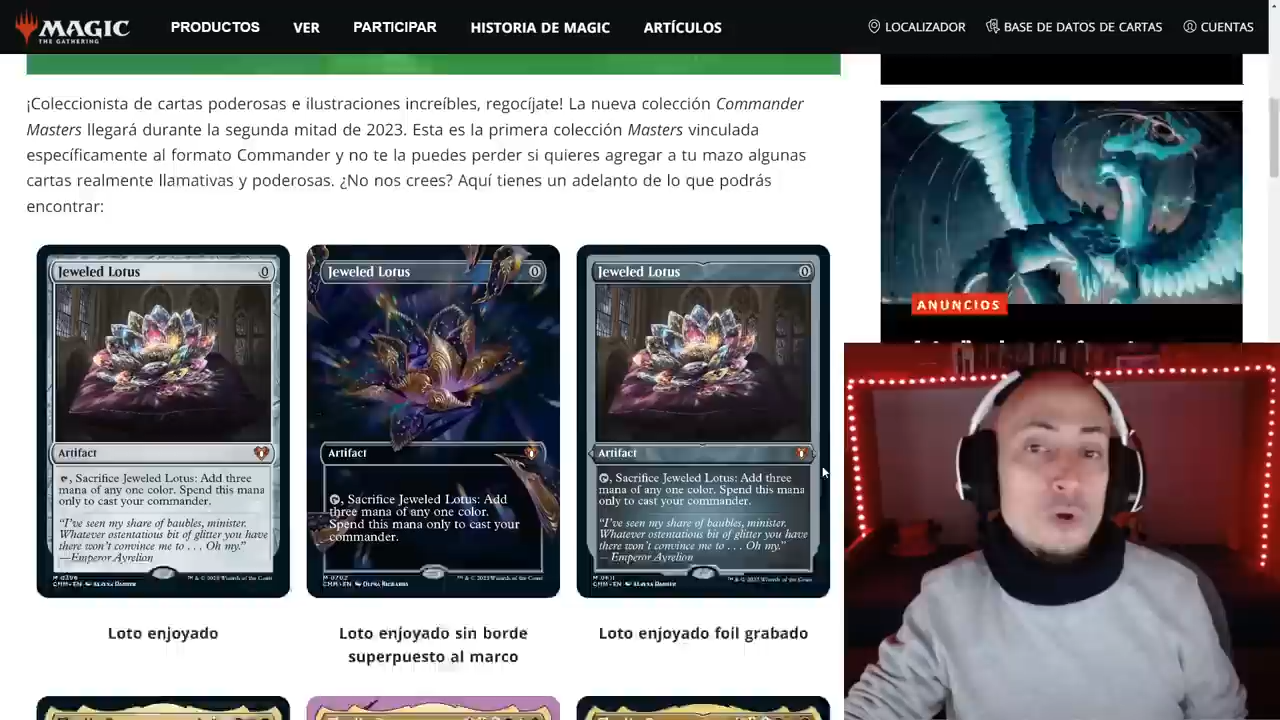 MAGIC
THE GATHERING
PRODUCTOS
VER
PARTICIPAR
HISTORIA DE MAGIC
ARTÍCULOS
LOCALIZADOR
BASE DE DATOS DE CARTAS
CUENTAS
¡Coleccionista de cartas poderosas e ilustraciones increíbles, regocíjate! La nueva colección Commander
Masters llegará durante la segunda mitad de 2023. Esta es la primera colección Masters vinculada
específicamente al formato Commander y no te la puedes perder si quieres agregar a tu mazo algunas
cartas realmente llamativas y poderosas. ¿No nos crees? Aquí tienes un adelanto de lo que podrás
encontrar:
ANUNCIOS
Jeweled Lotus 0
Artifact
, Sacrifice Jeweled Lotus: Add three
mana of any one color. Spend this mana
only to cast your commander.
"I've seen my share of baubles, minister.
Whatever ostentatious bit of glitter you have
there won't convince me to . . . Oh my."
—Emperor Ayrelion
Jeweled Lotus 0
Artifact
, Sacrifice Jeweled Lotus: Add
three mana of any one color.
Spend this mana only to cast your
commander.
Jeweled Lotus 0
Artifact
, Sacrifice Jeweled Lotus: Add three
mana of any one color. Spend this mana
only to cast your commander.
"I've seen my share of baubles, minister.
Whatever ostentatious bit of glitter you have
there won't convince me to . . . Oh my."
—Emperor Ayrelion
Loto enjoyado
Loto enjoyado sin borde
superpuesto al marco
Loto enjoyado foil grabado